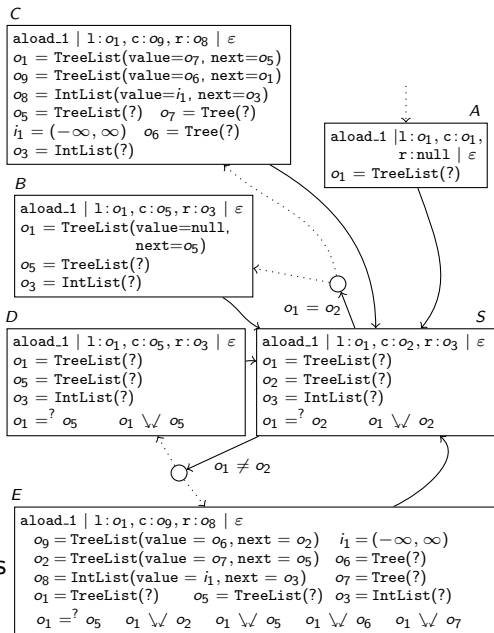 C
aload_1 | l:o₁, c:o₉, r:o₈ | ε
o₁ = TreeList(value=o₇, next=o₅)
o₉ = TreeList(value=o₆, next=o₁)
o₈ = IntList(value=i₁, next=o₃)
o₅ = TreeList(?) o₇ = Tree(?)
i₁ = (−∞, ∞) o₆ = Tree(?)
o₃ = IntList(?)
A
aload_1 |l:o₁, c:o₁,
r:null | ε
o₁ = TreeList(?)
B
aload_1 | l:o₁, c:o₅, r:o₃ | ε
o₁ = TreeList(value=null,
next=o₅)
o₅ = TreeList(?)
o₃ = IntList(?)
o₁ = o₂
D
aload_1 | l:o₁, c:o₅, r:o₃ | ε
o₁ = TreeList(?)
o₅ = TreeList(?)
o₃ = IntList(?)
o₁ =? o₅ o₁ \\// o₅
S
aload_1 | l:o₁, c:o₂, r:o₃ | ε
o₁ = TreeList(?)
o₂ = TreeList(?)
o₃ = IntList(?)
o₁ =? o₂ o₁ \\// o₂
o₁ ≠ o₂
E
aload_1 | l:o₁, c:o₉, r:o₈ | ε
o₉ = TreeList(value = o₆, next = o₂) i₁ = (−∞, ∞)
o₂ = TreeList(value = o₇, next = o₅) o₆ = Tree(?)
o₈ = IntList(value = i₁, next = o₃) o₇ = Tree(?)
o₁ = TreeList(?) o₅ = TreeList(?) o₃ = IntList(?)
o₁ =? o₅ o₁ \\// o₂ o₁ \\// o₅ o₁ \\// o₆ o₁ \\// o₇
s